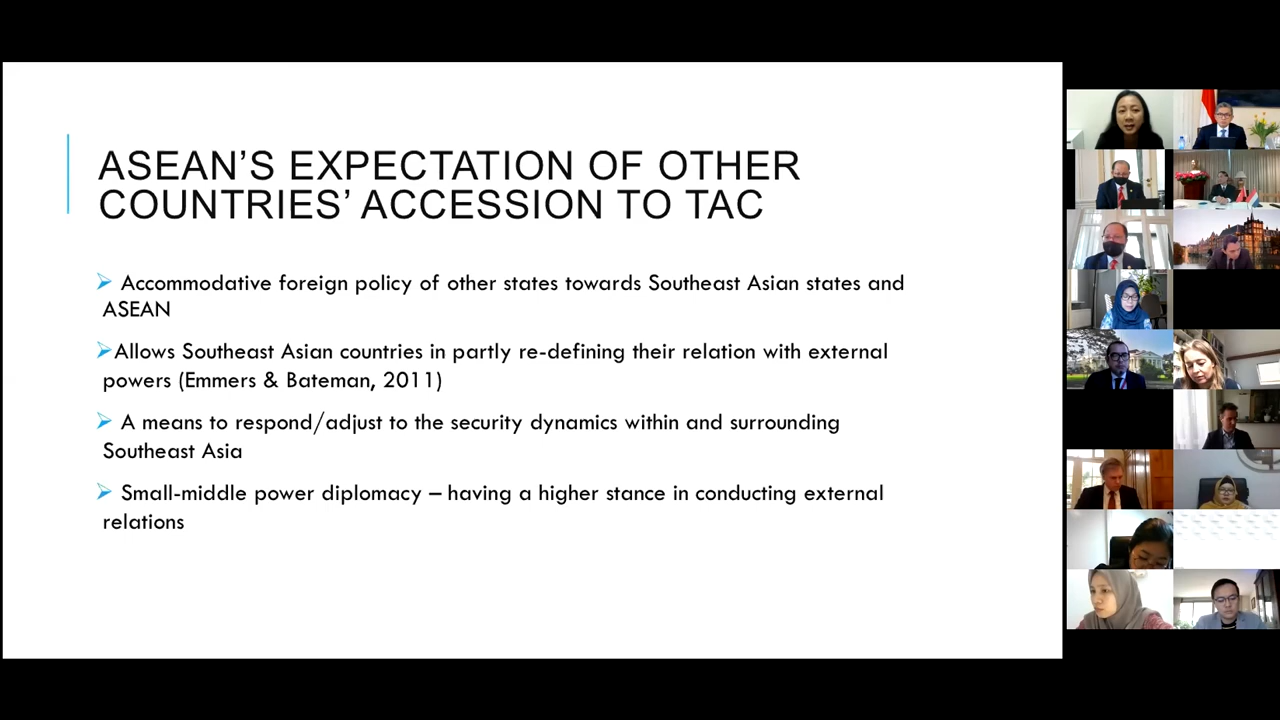 ASEAN'S EXPECTATION OF OTHER
COUNTRIES' ACCESSION TO TAC
➢ Accommodative foreign policy of other states towards Southeast Asian states and
ASEAN
➢Allows Southeast Asian countries in partly re-defining their relation with external
powers (Emmers & Bateman, 2011)
➢ A means to respond/adjust to the security dynamics within and surrounding
Southeast Asia
➢ Small-middle power diplomacy – having a higher stance in conducting external
relations